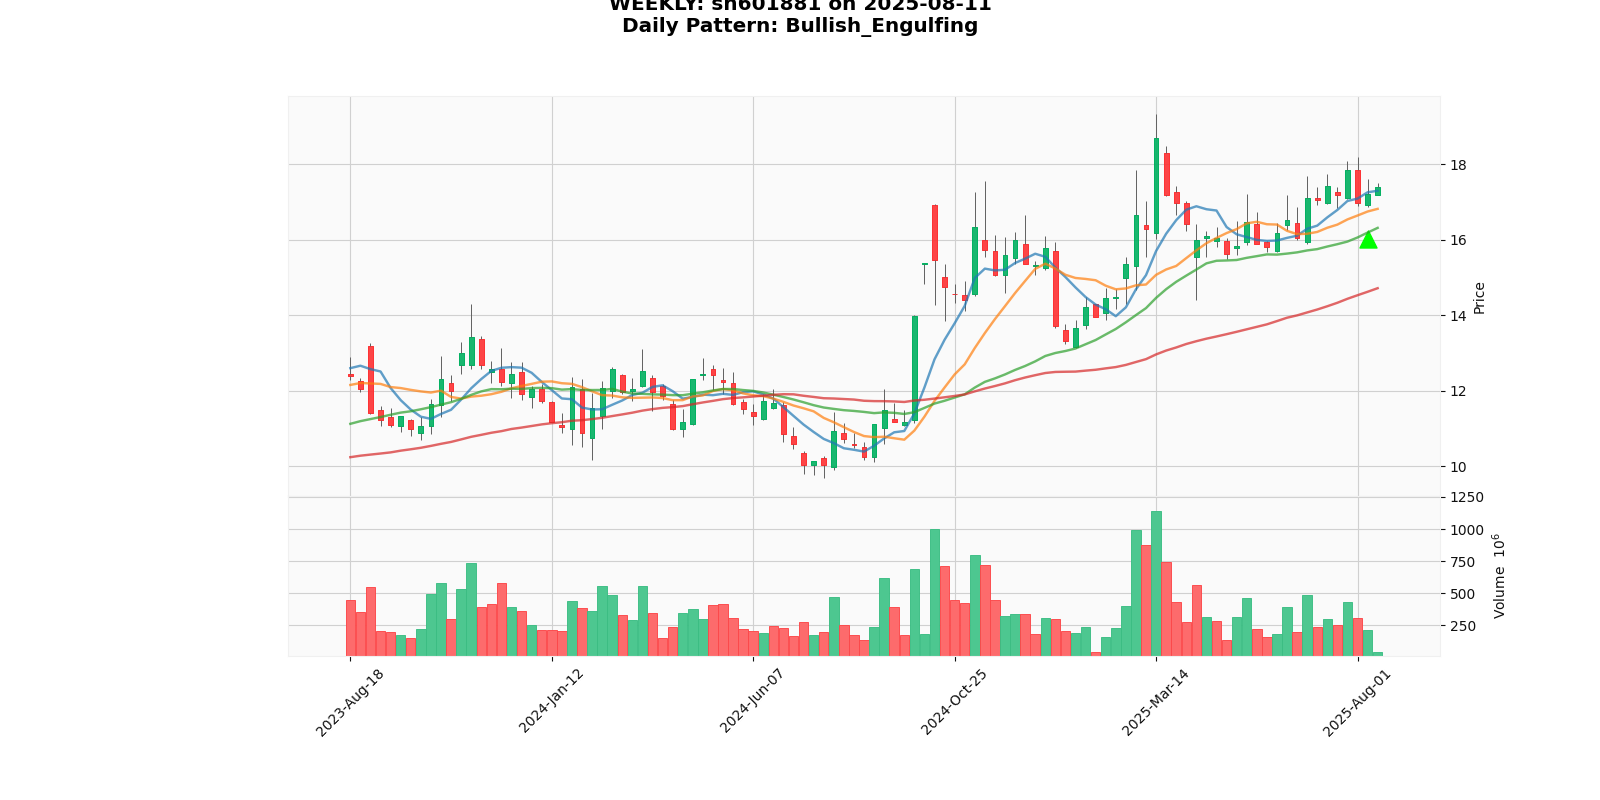 WEEKLY: sh601881 on 2025-08-11
Daily Pattern: Bullish_Engulfing
18
16
14
12
10
Price
1250
1000
750
500
250
Volume 10^6
2023-Aug-18
2024-Jan-12
2024-Jun-07
2024-Oct-25
2025-Mar-14
2025-Aug-01